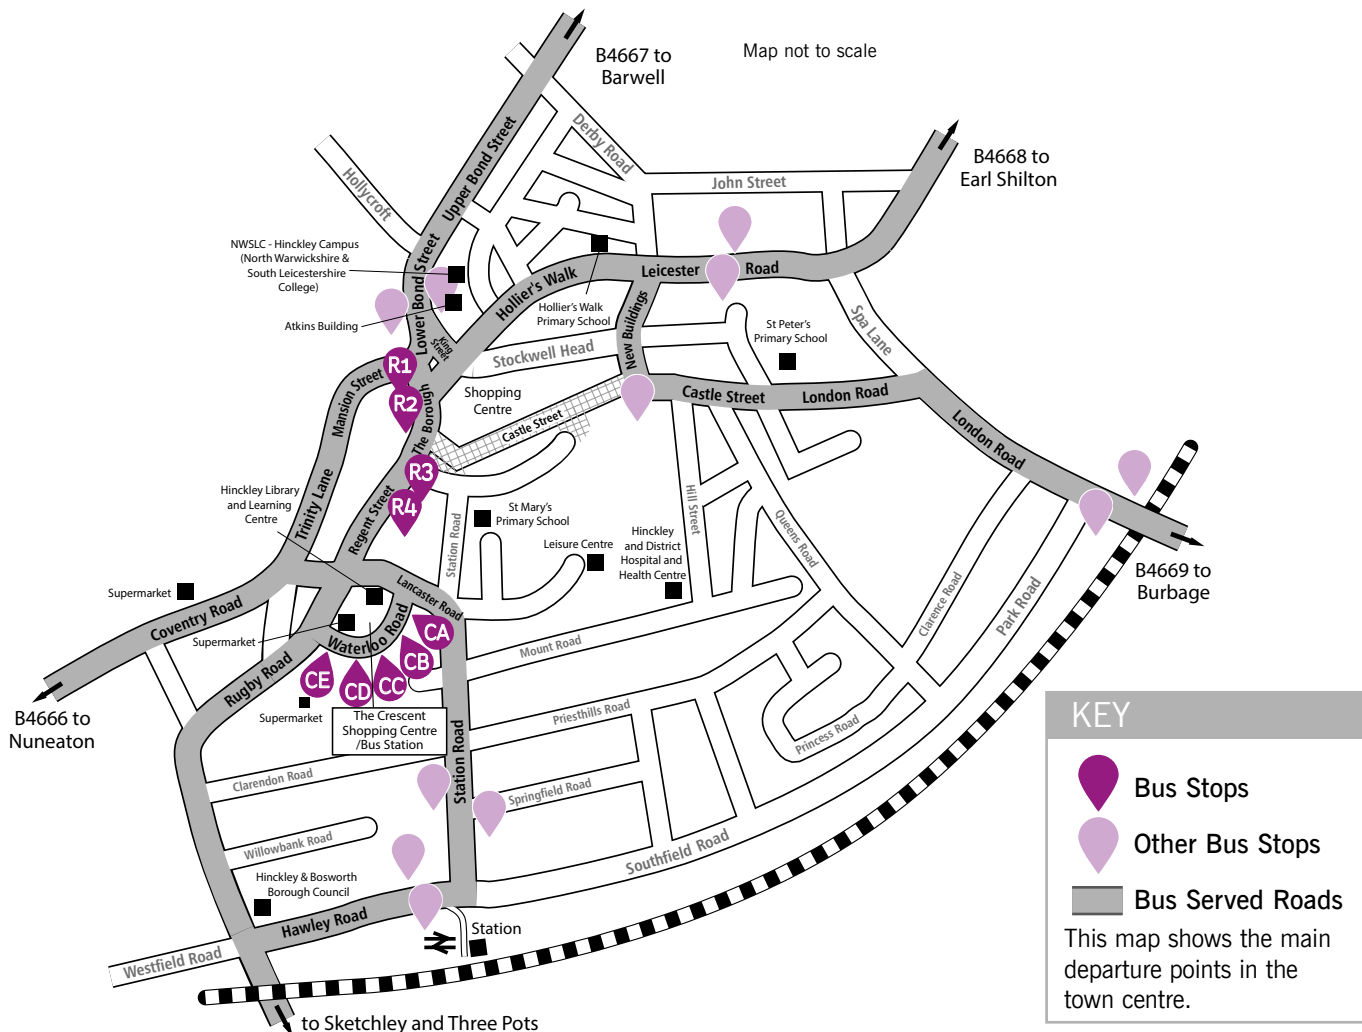 Map not to scale
B4667 to
Barwell
B4668 to
Earl Shilton
Derby Road
John Street
Hollycroft
Upper Bond Street
NWSLC - Hinckley Campus
(North Warwickshire &
South Leicestershire
College)
Atkins Building
Lower Bond Street
King
Street
Hollier's Walk
Hollier's Walk
Primary School
Leicester Road
New Buildings
St Peter's
Primary School
Spa Lane
Stockwell Head
Shopping
Centre
Castle Street
Castle Street
London Road
London Road
Mansion Street
R1
R2
The Borough
R3
R4
Regent Street
Trinity Lane
Hinckley Library
and Learning
Centre
Station Road
St Mary's
Primary School
Leisure Centre
Hinckley
and District
Hospital and
Health Centre
Hill Street
Queens Road
Clarence Road
Park Road
B4669 to
Burbage
Supermarket
Coventry Road
Supermarket
Lancaster Road
Waterloo Road
CA
CB
CC
CD
CE
Rugby Road
Supermarket
The Crescent
Shopping Centre
/Bus Station
B4666 to
Nuneaton
Mount Road
Priesthills Road
Princess Road
Clarendon Road
Station Road
Springfield Road
Willowbank Road
Southfield Road
Hinckley & Bosworth
Borough Council
Hawley Road
Station
Westfield Road
to Sketchley and Three Pots
KEY
Bus Stops
Other Bus Stops
Bus Served Roads
This map shows the main
departure points in the
town centre.